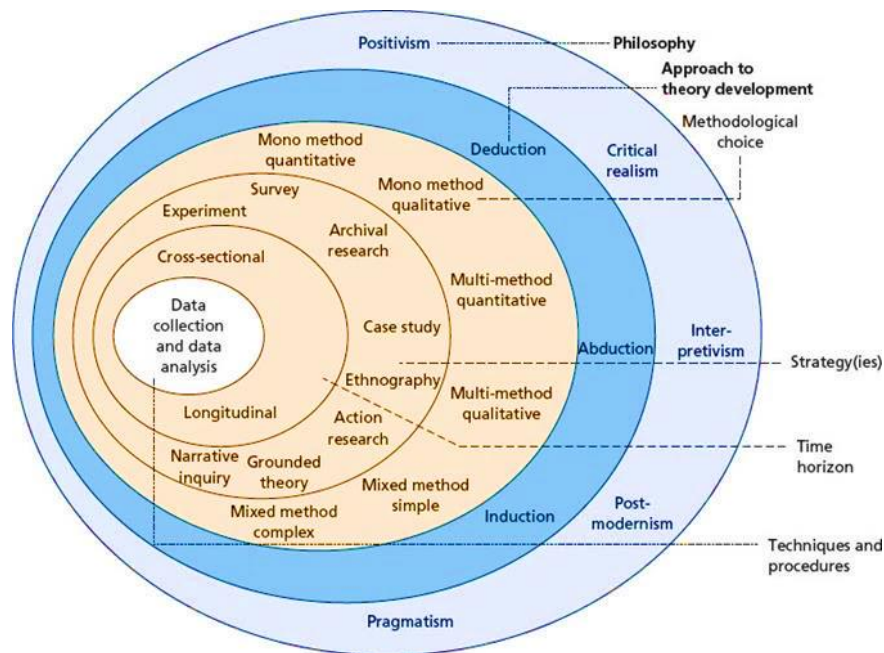 Positivism
Philosophy
Approach to
theory development
Methodological
choice
Mono method
quantitative
Deduction
Critical
realism
Mono method
qualitative
Survey
Experiment
Archival
research
Cross-sectional
Multi-method
quantitative
Data
collection
and data
analysis
Case study
Abduction
Inter-
pretivism
Strategy(ies)
Ethnography
Multi-method
qualitative
Longitudinal
Action
research
Time
horizon
Narrative
inquiry
Grounded
theory
Mixed method
simple
Mixed method
complex
Induction
Post-
modernism
Techniques and
procedures
Pragmatism